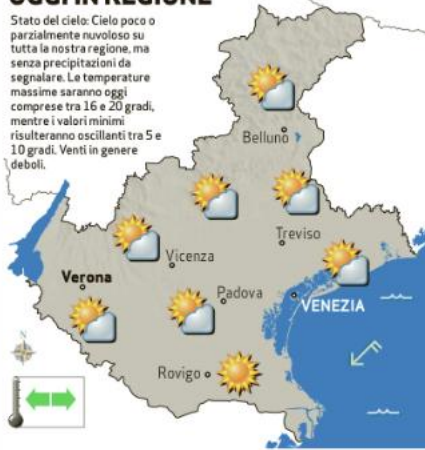 OGGI IN REGIONE
Stato del cielo: Cielo poco o
parzialmente nuvoloso su
tutta la nostra regione, ma
senza precipitazioni da
segnalare. Le temperature
massime saranno oggi
comprese tra 16 e 20 gradi,
mentre i valori minimi
risulteranno oscillanti tra 5 e
10 gradi. Venti in genere
deboli.
Belluno
Treviso
Vicenza
Verona
Padova
VENEZIA
Rovigo